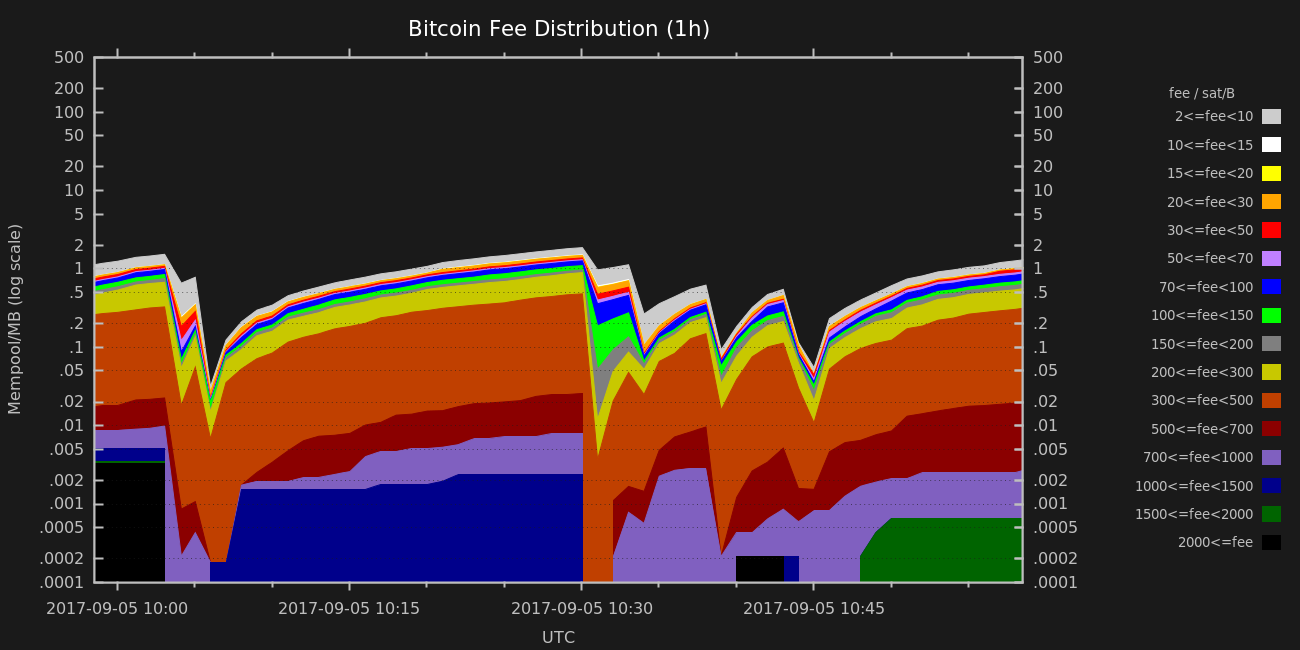 Bitcoin Fee Distribution (1h)
Mempool/MB (log scale)
500
200
100
50
20
10
5
2
1
.5
.2
.1
.05
.02
.01
.005
.002
.001
.0005
.0002
.0001
500
200
100
50
20
10
5
2
1
.5
.2
.1
.05
.02
.01
.005
.002
.001
.0005
.0002
.0001
2017-09-05 10:00 2017-09-05 10:15 2017-09-05 10:30 2017-09-05 10:45
UTC
fee / sat/B
2<=fee<10
10<=fee<15
15<=fee<20
20<=fee<30
30<=fee<50
50<=fee<70
70<=fee<100
100<=fee<150
150<=fee<200
200<=fee<300
300<=fee<500
500<=fee<700
700<=fee<1000
1000<=fee<1500
1500<=fee<2000
2000<=fee